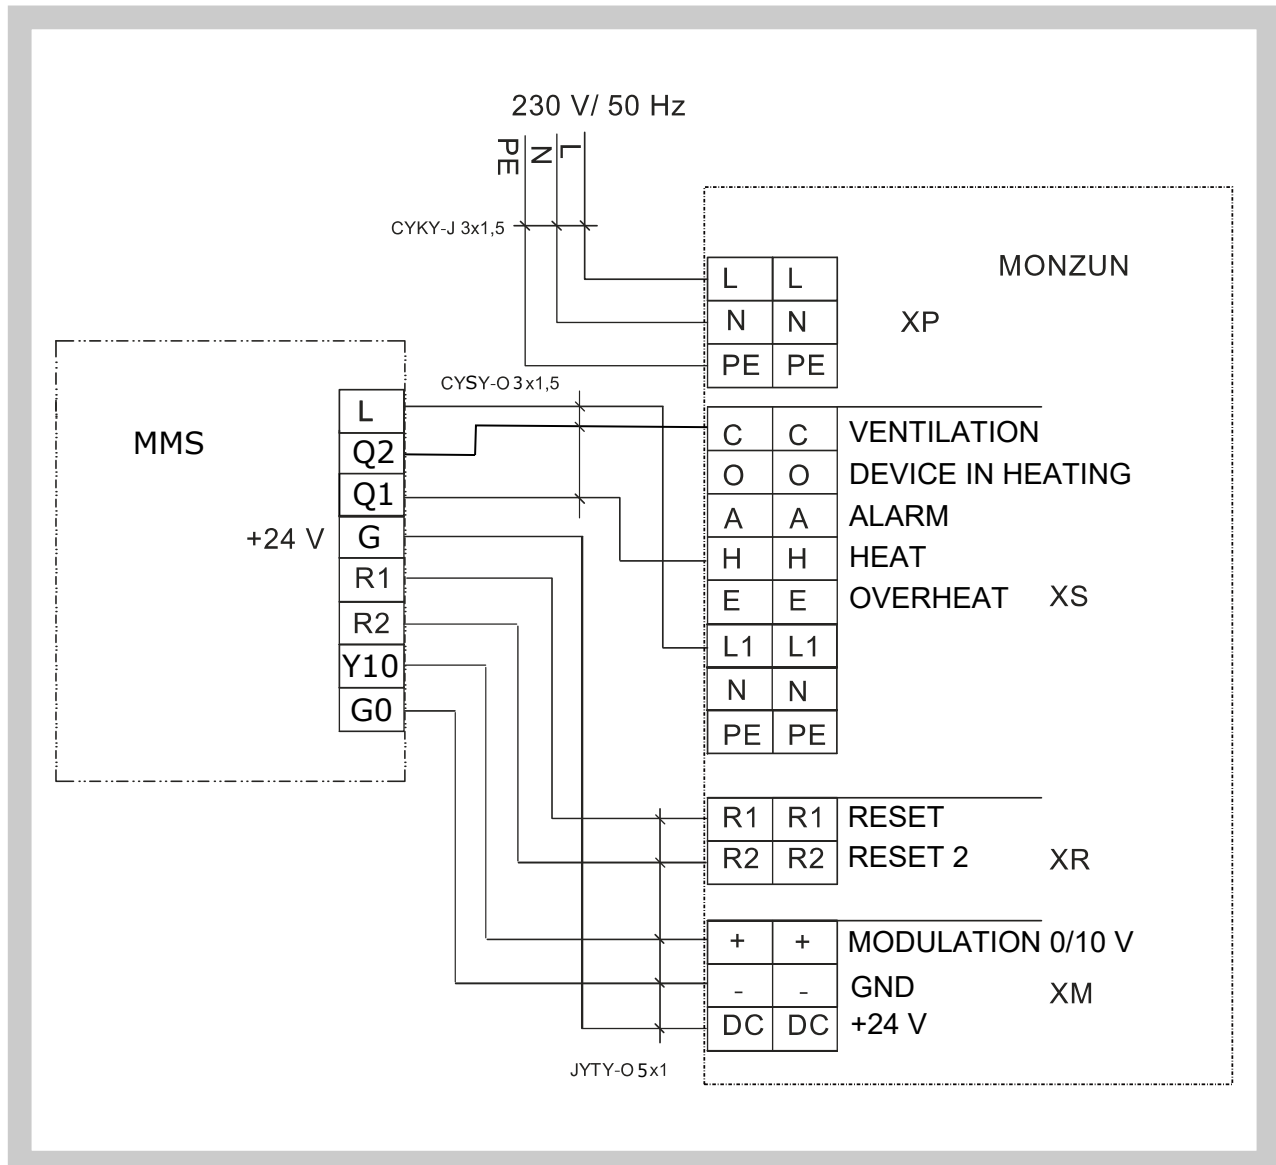 230 V/ 50 Hz
PE
N
L
CYKY-J 3x1,5
MONZUN
L L
N N
PE PE
XP
MMS
L
Q2
Q1
+24 V G
R1
R2
Y10
G0
CYSY-O 3x1,5
C C VENTILATION
O O DEVICE IN HEATING
A A ALARM
H H HEAT
E E OVERHEAT XS
L1 L1
N N
PE PE
R1 R1 RESET
R2 R2 RESET 2 XR
+ + MODULATION 0/10 V
- - GND XM
DC DC +24 V
JYTY-O 5x1